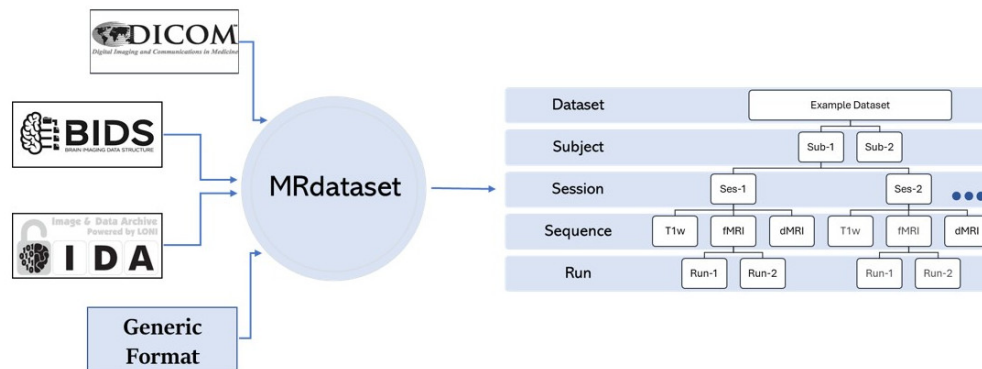 DICOM
Digital Imaging and Communications in Medicine
BIDS
BRAIN IMAGING DATA STRUCTURE
Image & Data Archive
Powered by LONI
IDA
Generic
Format
MRdataset
Dataset
Example Dataset
Subject
Sub-1 Sub-2
Session
Ses-1 Ses-2
Sequence
T1w fMRI dMRI T1w fMRI dMRI
Run
Run-1 Run-2 Run-1 Run-2